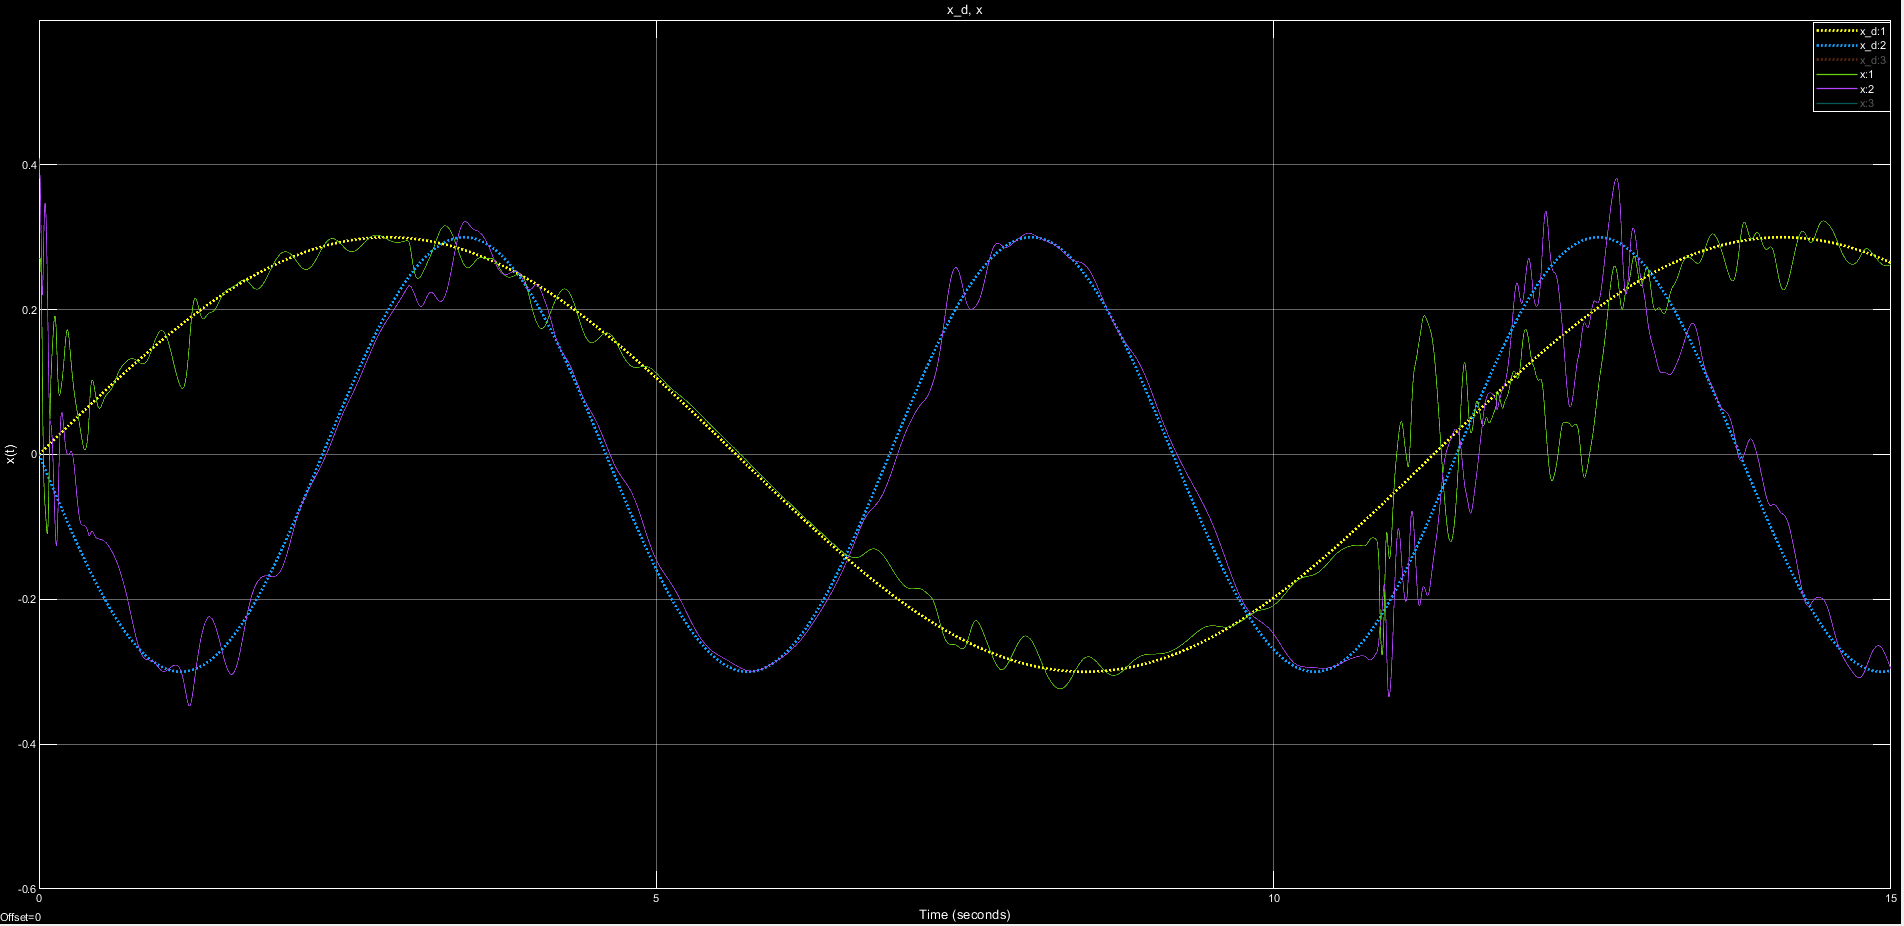 x_d, x
x_d:1
x_d:2
x_d:3
x:1
x:2
x:3
0.4
0.2
0
-0.2
-0.4
-0.6
x(t)
0
5
10
15
Time (seconds)
Offset=0